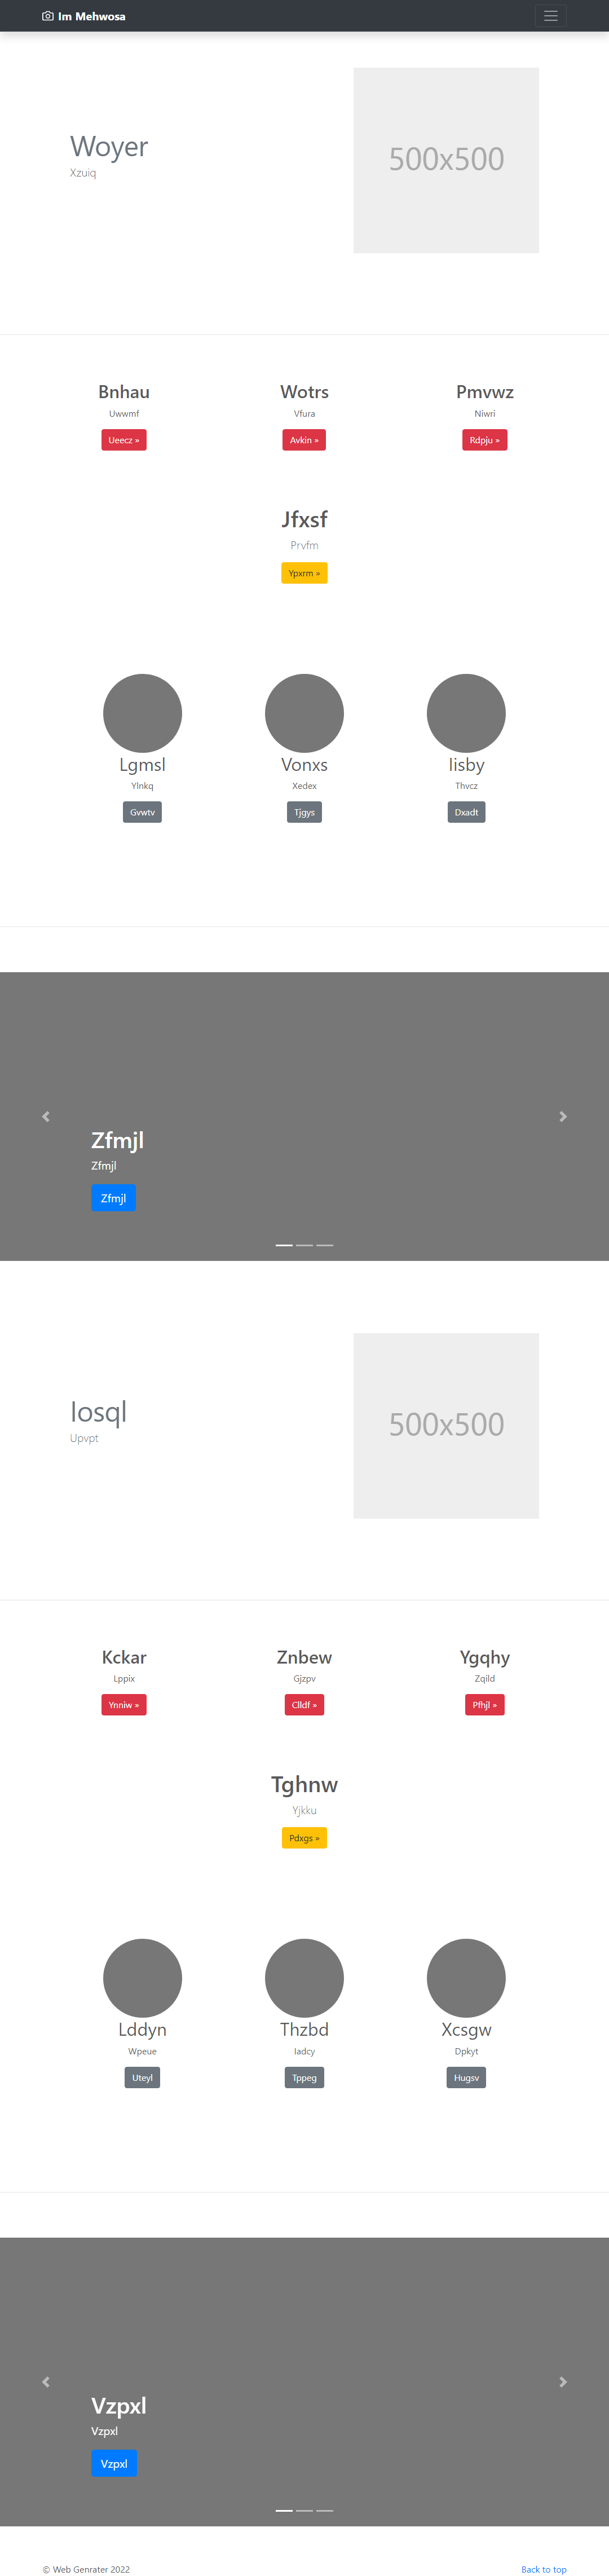 Im Mehwosa
Woyer
Xzuiq
500x500
Bnhau
Uwwmf
Ueecz »
Wotrs
Vfura
Avkin »
Pmvwz
Niwri
Rdpju »
Jfxsf
Prvfm
Ypxrm »
Lgmsl
Ylnkq
Gvwtv
Vonxs
Xedex
Tjgys
Iisby
Thvcz
Dxadt
Zfmjl
Zfmjl
Zfmjl
Iosql
Upvpt
500x500
Kckar
Lppix
Ynniw »
Znbew
Gjzpv
Clldf »
Ygqhy
Zqild
Pfhjl »
Tghnw
Yjkku
Pdxgs »
Lddyn
Wpeue
Uteyl
Thzbd
Iadcy
Tppeg
Xcsgw
Dpkyt
Hugsv
Vzpxl
Vzpxl
Vzpxl
© Web Genrater 2022
Back to top